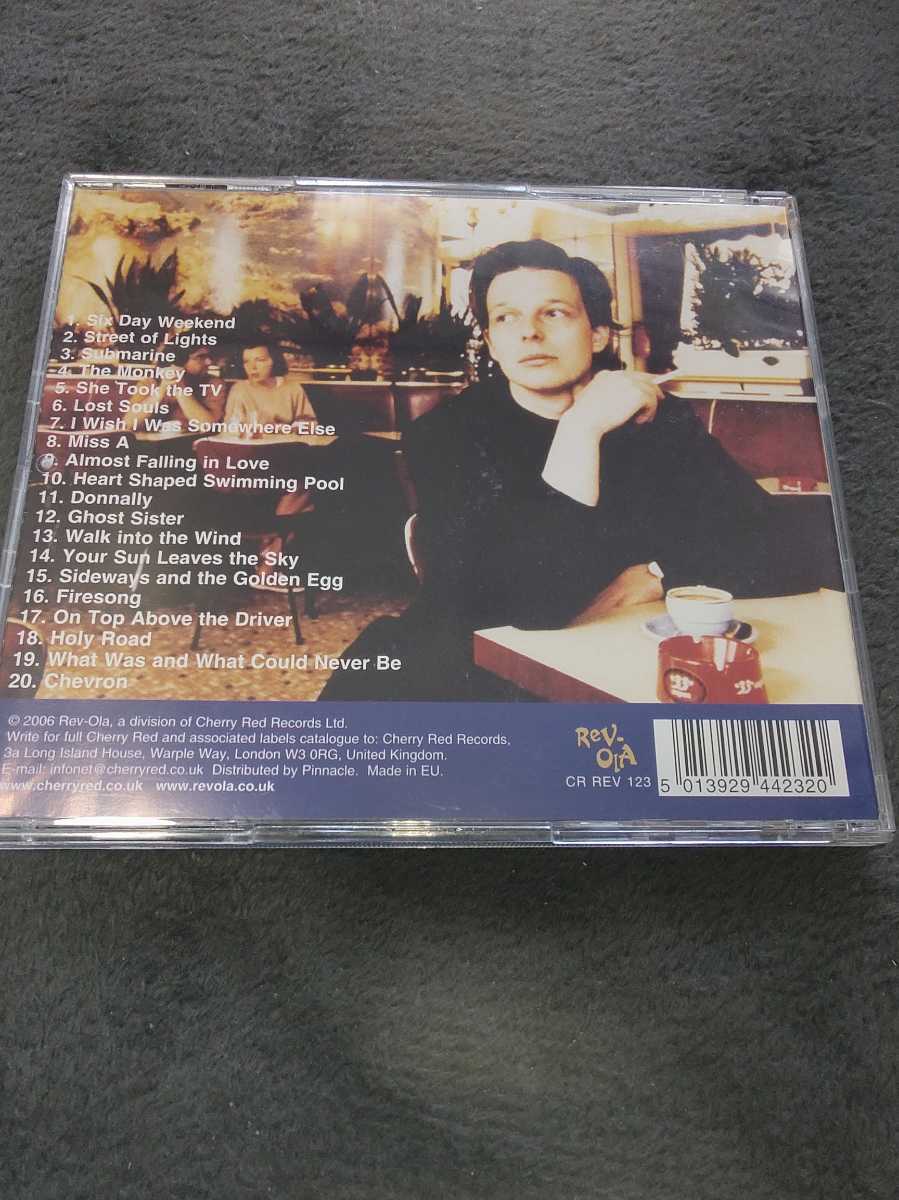 1. Six Day Weekend
2. Street of Lights
3. Submarine
4. The Monkey
5. She Took the TV
6. Lost Souls
7. I Wish I Was Somewhere Else
8. Miss A
9. Almost Falling in Love
10. Heart Shaped Swimming Pool
11. Donnally
12. Ghost Sister
13. Walk into the Wind
14. Your Sun Leaves the Sky
15. Sideways and the Golden Egg
16. Firesong
17. On Top Above the Driver
18. Holy Road
19. What Was and What Could Never Be
20. Chevron
"33"
"33"
© 2006 Rev-Ola, a division of Cherry Red Records Ltd.
Write for full Cherry Red and associated labels catalogue to: Cherry Red Records,
3a Long Island House, Warple Way, London W3 0RG, United Kingdom.
E-mail: infonet@cherryred.co.uk Distributed by Pinnacle. Made in EU.
www.cherryred.co.uk www.revola.co.uk
ReV-
OLA
CR REV 123
5 013929 442320